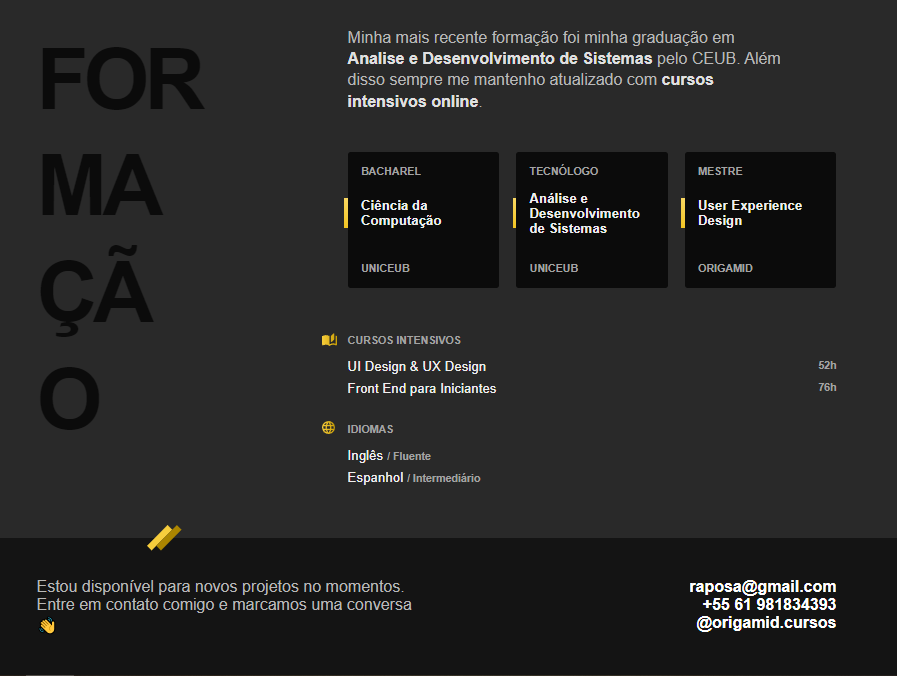 FOR
MA
ÇÃ
O
Minha mais recente formação foi minha graduação em
Analise e Desenvolvimento de Sistemas pelo CEUB. Além
disso sempre me mantenho atualizado com cursos
intensivos online.
BACHAREL
Ciência da
Computação
UNICEUB
TECNÓLOGO
Análise e
Desenvolvimento
de Sistemas
UNICEUB
MESTRE
User Experience
Design
ORIGAMID
CURSOS INTENSIVOS
UI Design & UX Design 52h
Front End para Iniciantes 76h
IDIOMAS
Inglês / Fluente
Espanhol / Intermediário
Estou disponível para novos projetos no momentos.
Entre em contato comigo e marcamos uma conversa
👋
raposa@gmail.com
+55 61 981834393
@origamid.cursos